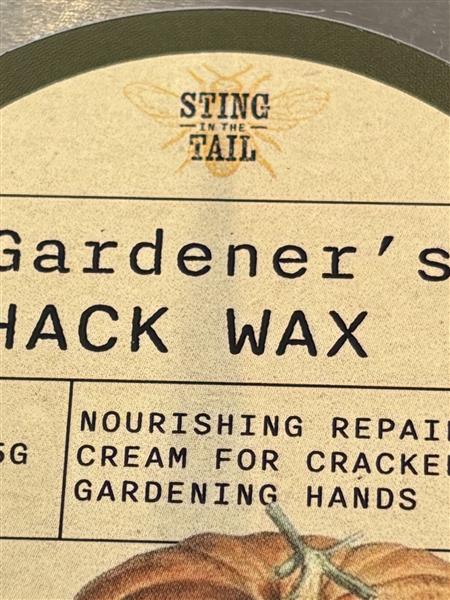 STING
IN THE
TAIL
Gardener's
HACK WAX
5G
NOURISHING REPAI
CREAM FOR CRACKE
GARDENING HANDS